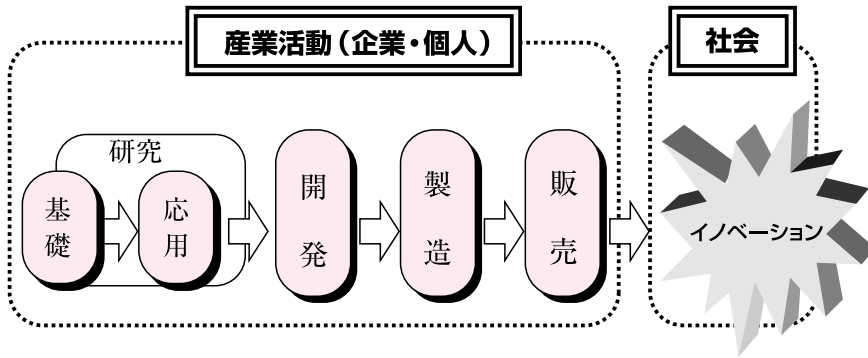 産業活動(企業・個人)
社会
研究
基礎
応用
開発
製造
販売
イノベーション